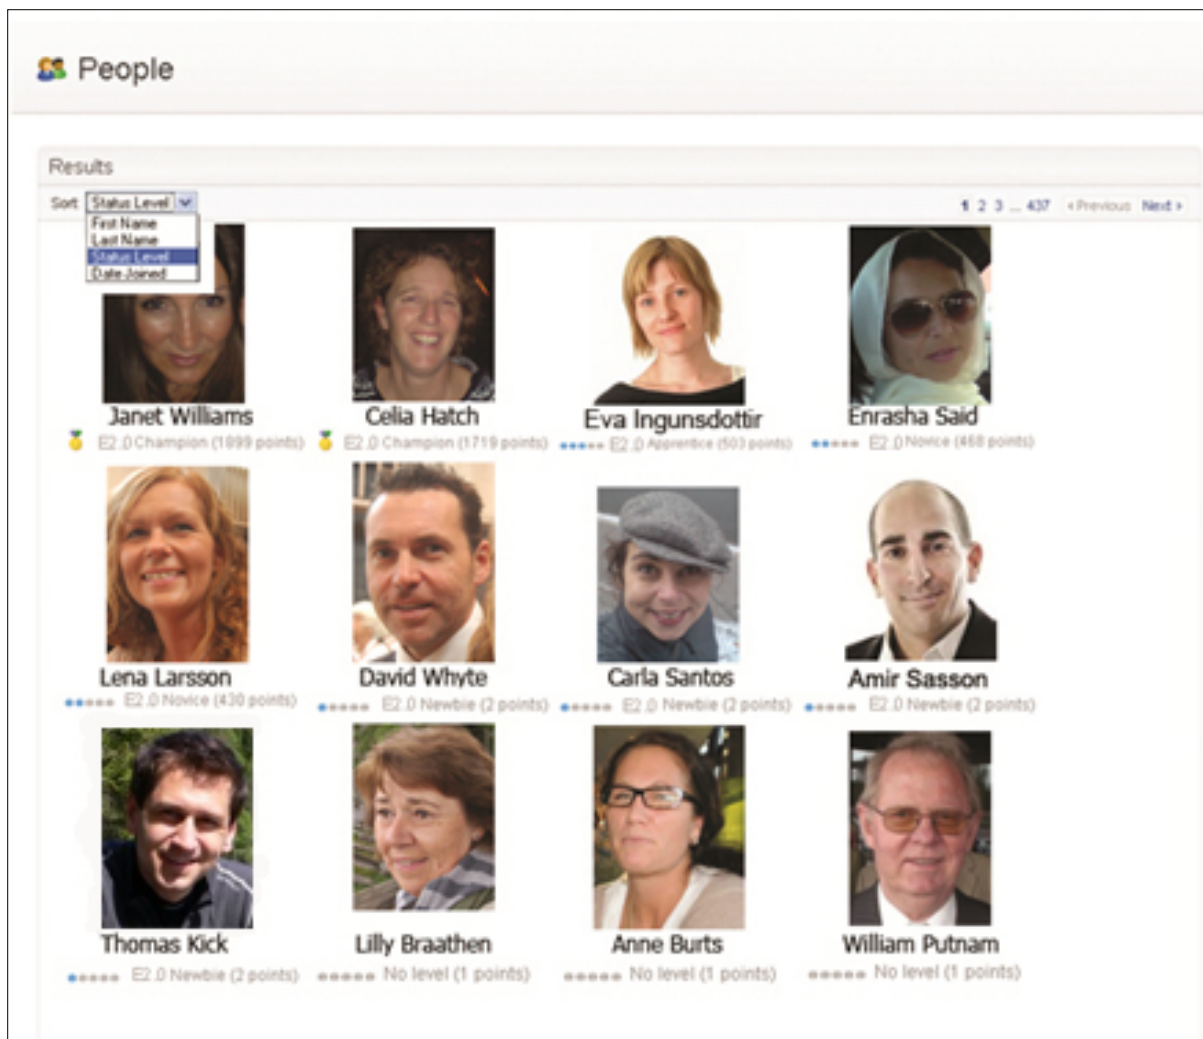 People
Results
Sort Status Level 1 2 3 ... 437 ‹ Previous Next ›
First Name
Last Name
Status Level
Date Joined
Janet Williams Celia Hatch Eva Ingunsdottir Enrasha Said
E2.0 Champion (1899 points) E2.0 Champion (1719 points) E2.0 Apprentice (503 points) E2.0 Novice (468 points)
Lena Larsson David Whyte Carla Santos Amir Sasson
E2.0 Novice (430 points) E2.0 Newbie (2 points) E2.0 Newbie (2 points) E2.0 Newbie (2 points)
Thomas Kick Lilly Braathen Anne Burts William Putnam
E2.0 Newbie (2 points) No level (1 points) No level (1 points) No level (1 points)